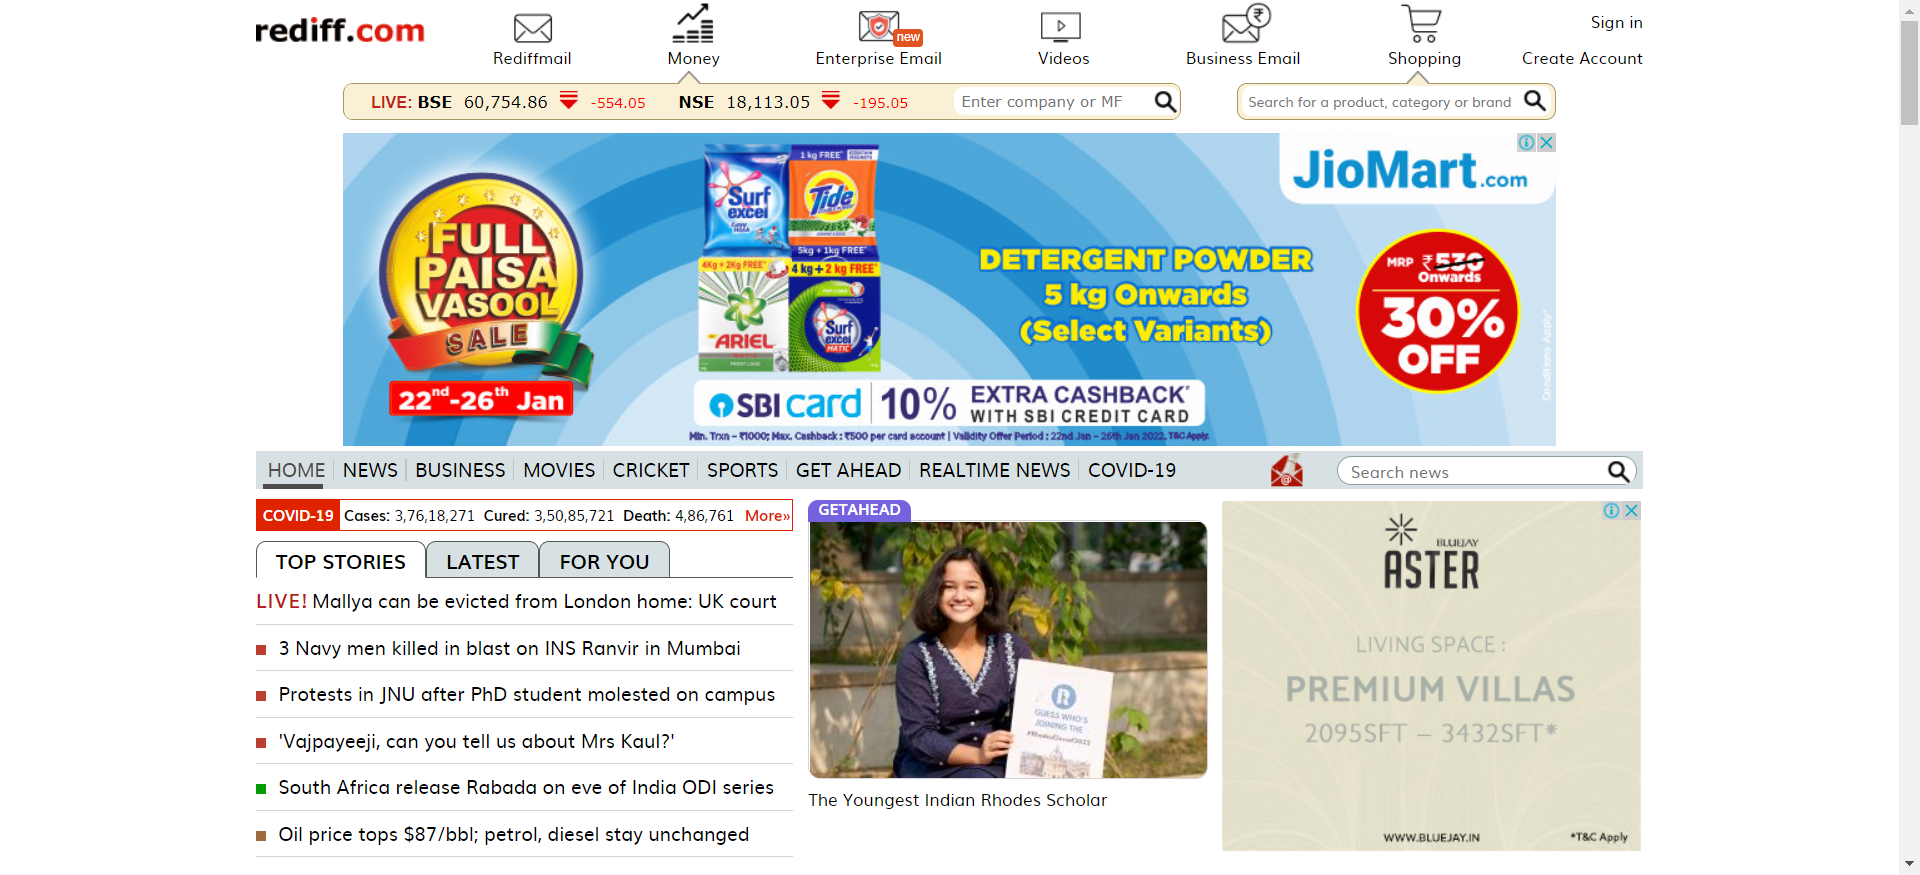 rediff.com
Rediffmail
Money
Enterprise Email
new
Videos
Business Email
Shopping
Sign in
Create Account
LIVE: BSE 60,754.86 -554.05 NSE 18,113.05 -195.05
Enter company or MF
Search for a product, category or brand
FULL
PAISA
VASOOL
SALE
22nd-26th Jan
Surf
excel
1 kg FREE*
Tide
5kg + 1kg FREE*
4Kg + 2Kg FREE*
ARIEL
4 kg + 2 kg FREE*
Surf
excel
MATIC
JioMart.com
DETERGENT POWDER
5 kg Onwards
(Select Variants)
MRP ₹530
Onwards
30%
OFF
Conditions Apply*
SBI card 10% EXTRA CASHBACK*
WITH SBI CREDIT CARD
Min. Trxn – ₹1000; Max. Cashback : ₹500 per card account | Validity Offer Period : 22nd Jan – 26th Jan 2022. T&C Apply.
HOME NEWS BUSINESS MOVIES CRICKET SPORTS GET AHEAD REALTIME NEWS COVID-19
Search news
COVID-19 Cases: 3,76,18,271 Cured: 3,50,85,721 Death: 4,86,761 More»
TOP STORIES LATEST FOR YOU
LIVE! Mallya can be evicted from London home: UK court
3 Navy men killed in blast on INS Ranvir in Mumbai
Protests in JNU after PhD student molested on campus
'Vajpayeeji, can you tell us about Mrs Kaul?'
South Africa release Rabada on eve of India ODI series
Oil price tops $87/bbl; petrol, diesel stay unchanged
GETAHEAD
R
GUESS WHO'S
JOINING THE
#RhodesClassof2022
The Youngest Indian Rhodes Scholar
BLUEJAY
ASTER
LIVING SPACE :
PREMIUM VILLAS
2095SFT – 3432SFT*
WWW.BLUEJAY.IN
*T&C Apply